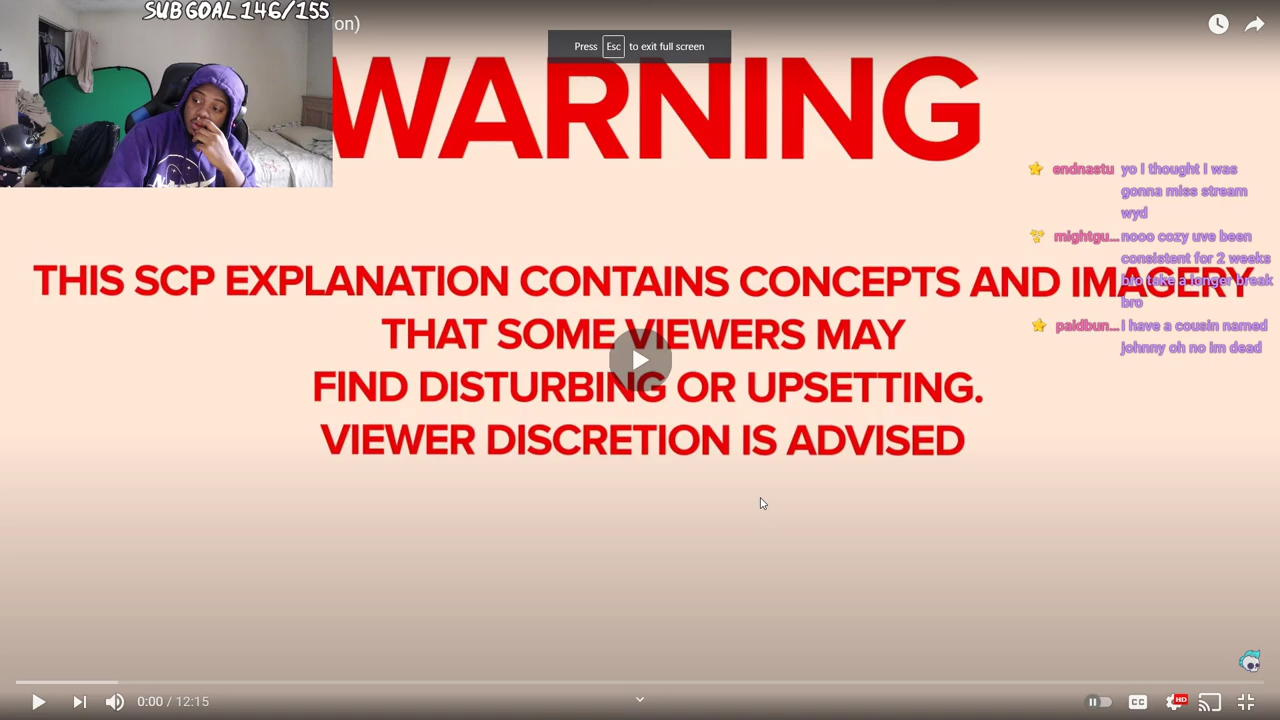 SUB GOAL 146/155
on)
Press Esc to exit full screen
WARNING
THIS SCP EXPLANATION CONTAINS CONCEPTS AND IMAGERY
THAT SOME VIEWERS MAY
FIND DISTURBING OR UPSETTING.
VIEWER DISCRETION IS ADVISED
endnastu yo I thought I was
gonna miss stream
wyd
mightgu... nooo cozy uve been
consistent for 2 weeks
bro take a longer break
bro
paidbun... I have a cousin named
johnny oh no im dead
0:00 / 12:15
CC
HD